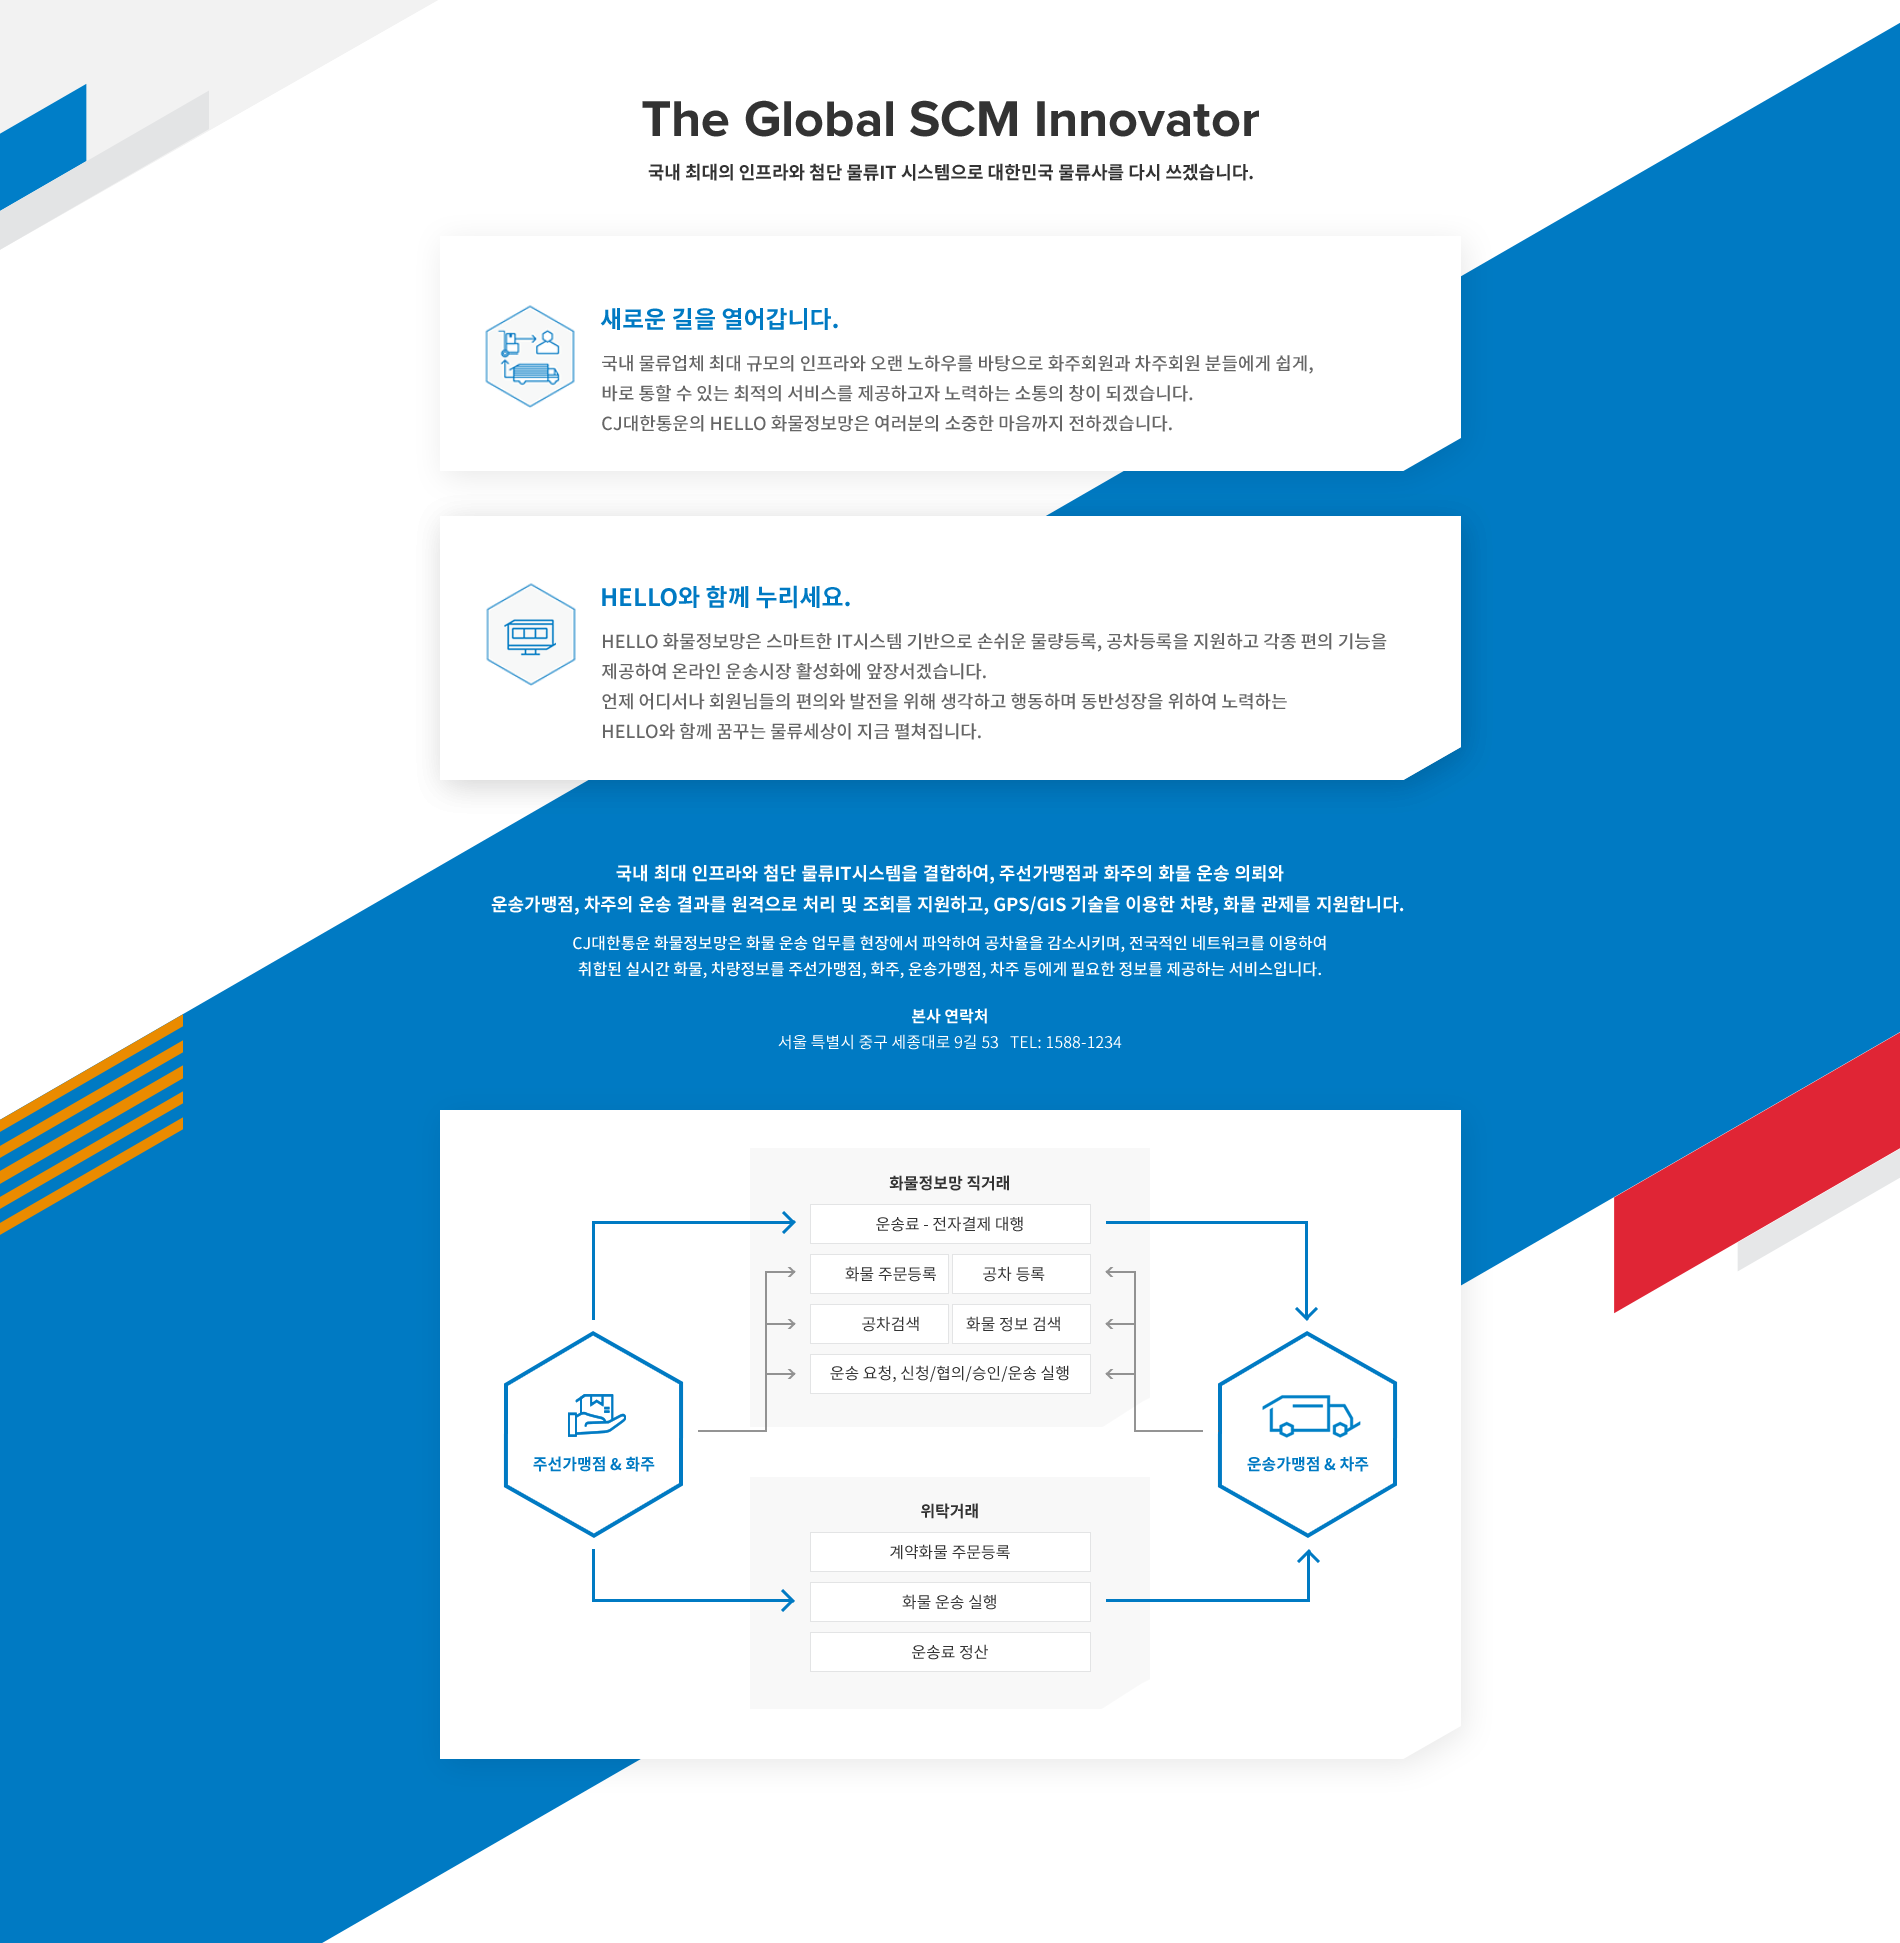 The Global SCM Innovator
국내 최대의 인프라와 첨단 물류IT 시스템으로 대한민국 물류사를 다시 쓰겠습니다.
새로운 길을 열어갑니다.
국내 물류업체 최대 규모의 인프라와 오랜 노하우를 바탕으로 화주회원과 차주회원 분들에게 쉽게,
바로 통할 수 있는 최적의 서비스를 제공하고자 노력하는 소통의 창이 되겠습니다.
CJ대한통운의 HELLO 화물정보망은 여러분의 소중한 마음까지 전하겠습니다.
HELLO와 함께 누리세요.
HELLO 화물정보망은 스마트한 IT시스템 기반으로 손쉬운 물량등록, 공차등록을 지원하고 각종 편의 기능을
제공하여 온라인 운송시장 활성화에 앞장서겠습니다.
언제 어디서나 회원님들의 편의와 발전을 위해 생각하고 행동하며 동반성장을 위하여 노력하는
HELLO와 함께 꿈꾸는 물류세상이 지금 펼쳐집니다.
국내 최대 인프라와 첨단 물류IT시스템을 결합하여, 주선가맹점과 화주의 화물 운송 의뢰와
운송가맹점, 차주의 운송 결과를 원격으로 처리 및 조회를 지원하고, GPS/GIS 기술을 이용한 차량, 화물 관제를 지원합니다.
CJ대한통운 화물정보망은 화물 운송 업무를 현장에서 파악하여 공차율을 감소시키며, 전국적인 네트워크를 이용하여
취합된 실시간 화물, 차량정보를 주선가맹점, 화주, 운송가맹점, 차주 등에게 필요한 정보를 제공하는 서비스입니다.
본사 연락처
서울 특별시 중구 세종대로 9길 53 TEL: 1588-1234
화물정보망 직거래
운송료 - 전자결제 대행
화물 주문등록
공차 등록
공차검색
화물 정보 검색
운송 요청, 신청/협의/승인/운송 실행
주선가맹점 & 화주
운송가맹점 & 차주
위탁거래
계약화물 주문등록
화물 운송 실행
운송료 정산